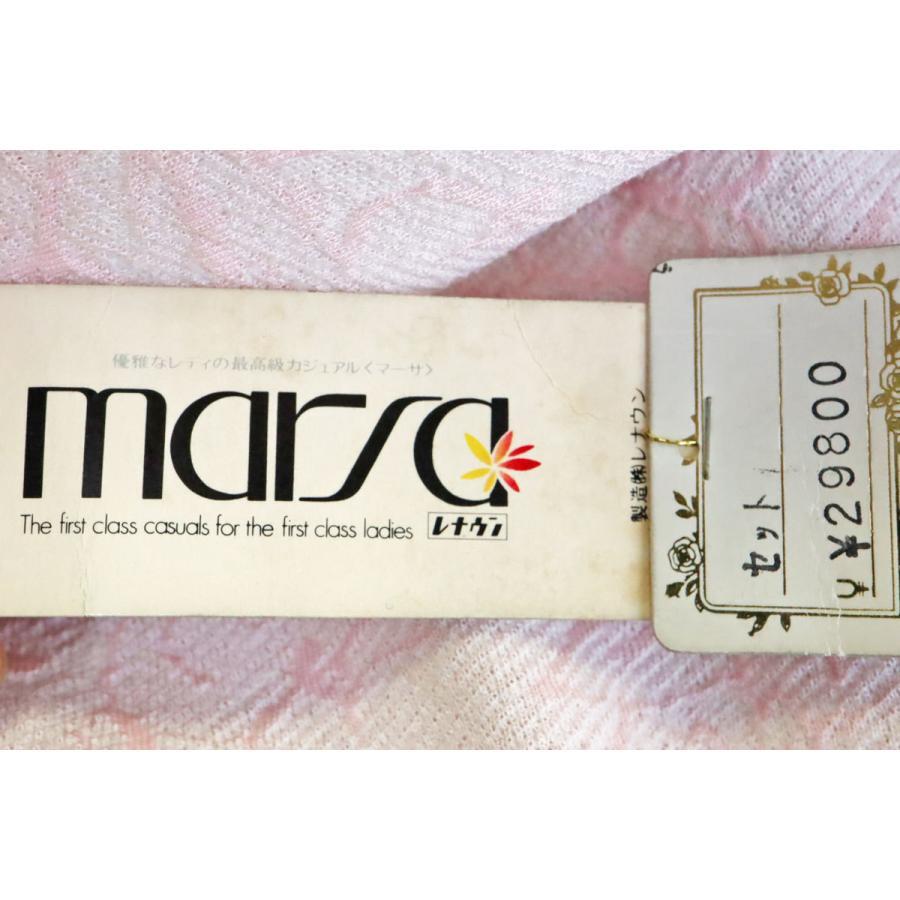 優雅なレディの最高級カジュアル〈マーサ〉
marsa
The first class casuals for the first class ladies
レナウン
製造㈱レナウン
セット
¥29800